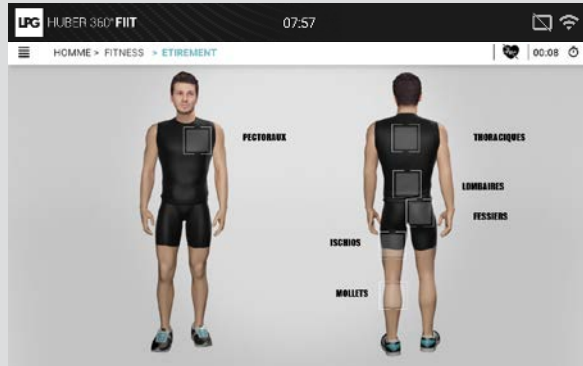 LPG HUBER 360° FIIT 07:57
HOMME > FITNESS > ETIREMENT 00:08
PECTORAUX
THORACIQUES
LOMBAIRES
FESSIERS
ISCHIOS
MOLLETS